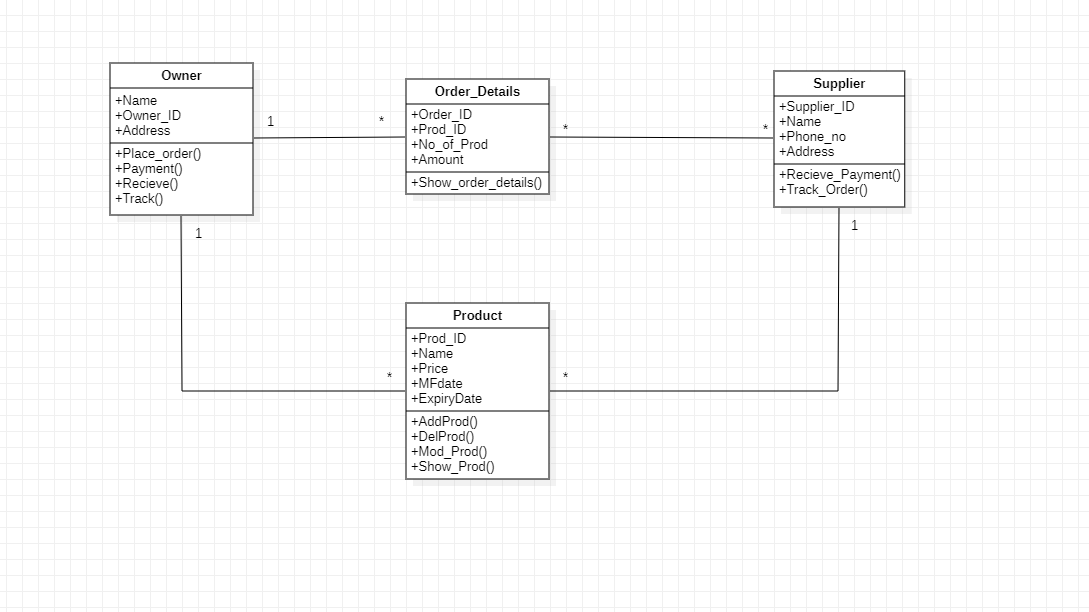 Owner
+Name
+Owner_ID
+Address
+Place_order()
+Payment()
+Recieve()
+Track()
1
*
Order_Details
+Order_ID
+Prod_ID
+No_of_Prod
+Amount
+Show_order_details()
*
*
Supplier
+Supplier_ID
+Name
+Phone_no
+Address
+Recieve_Payment()
+Track_Order()
1
1
*
Product
+Prod_ID
+Name
+Price
+MFdate
+ExpiryDate
+AddProd()
+DelProd()
+Mod_Prod()
+Show_Prod()
*